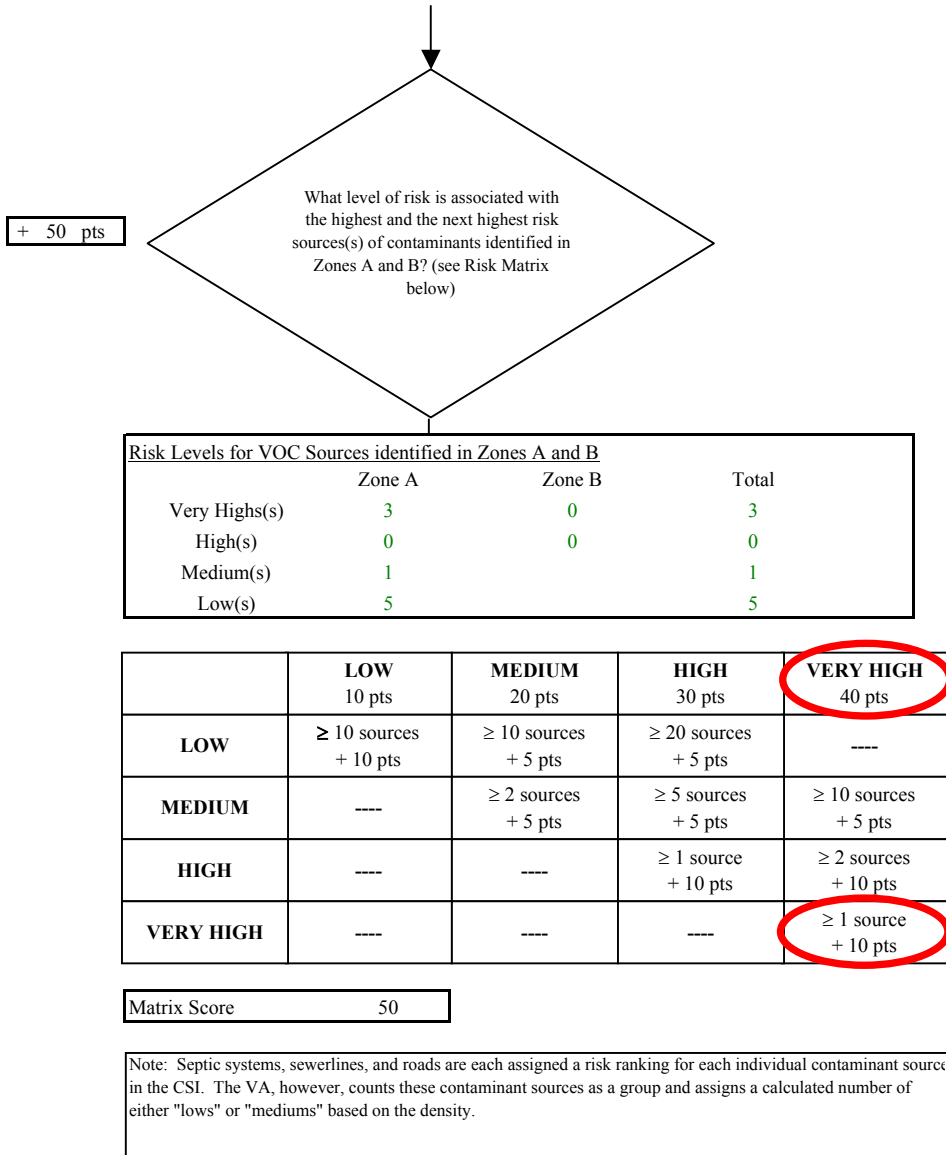 What level of risk is associated with
the highest and the next highest risk
sources(s) of contaminants identified in
Zones A and B? (see Risk Matrix
below)
+ 50 pts
Risk Levels for VOC Sources identified in Zones A and B
Zone A Zone B Total
Very Highs(s) 3 0 3
High(s) 0 0 0
Medium(s) 1 1
Low(s) 5 5
LOW MEDIUM HIGH VERY HIGH
10 pts 20 pts 30 pts 40 pts
LOW ≥ 10 sources ≥ 10 sources ≥ 20 sources ----
+ 10 pts + 5 pts + 5 pts
MEDIUM ---- ≥ 2 sources ≥ 5 sources ≥ 10 sources
+ 5 pts + 5 pts + 5 pts
HIGH ---- ---- ≥ 1 source ≥ 2 sources
+ 10 pts + 10 pts
VERY HIGH ---- ---- ---- ≥ 1 source
+ 10 pts
Matrix Score 50
Note: Septic systems, sewerlines, and roads are each assigned a risk ranking for each individual contaminant source
in the CSI. The VA, however, counts these contaminant sources as a group and assigns a calculated number of
either "lows" or "mediums" based on the density.